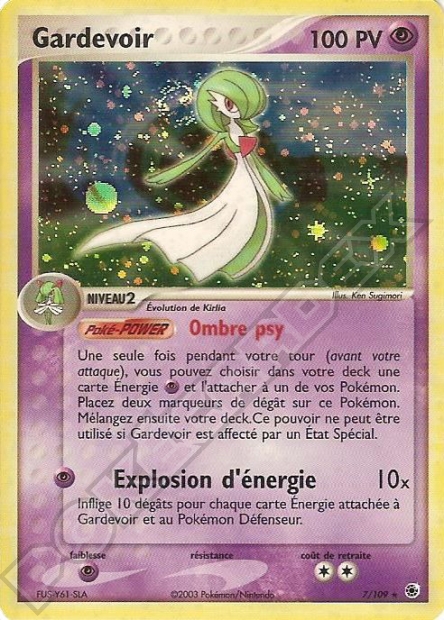 Gardevoir 100 PV
Illus. Ken Sugimori
NIVEAU2
Évolution de Kirlia
Poké-POWER Ombre psy
Une seule fois pendant votre tour (avant votre
attaque), vous pouvez choisir dans votre deck une
carte Énergie et l'attacher à un de vos Pokémon.
Placez deux marqueurs de dégât sur ce Pokémon.
Mélangez ensuite votre deck.Ce pouvoir ne peut être
utilisé si Gardevoir est affecté par un État Spécial.
Explosion d'énergie 10x
Inflige 10 dégâts pour chaque carte Énergie attachée à
Gardevoir et au Pokémon Défenseur.
faiblesse résistance coût de retraite
FUS-Y61-SLA ©2003 Pokémon/Nintendo 7/109 ★